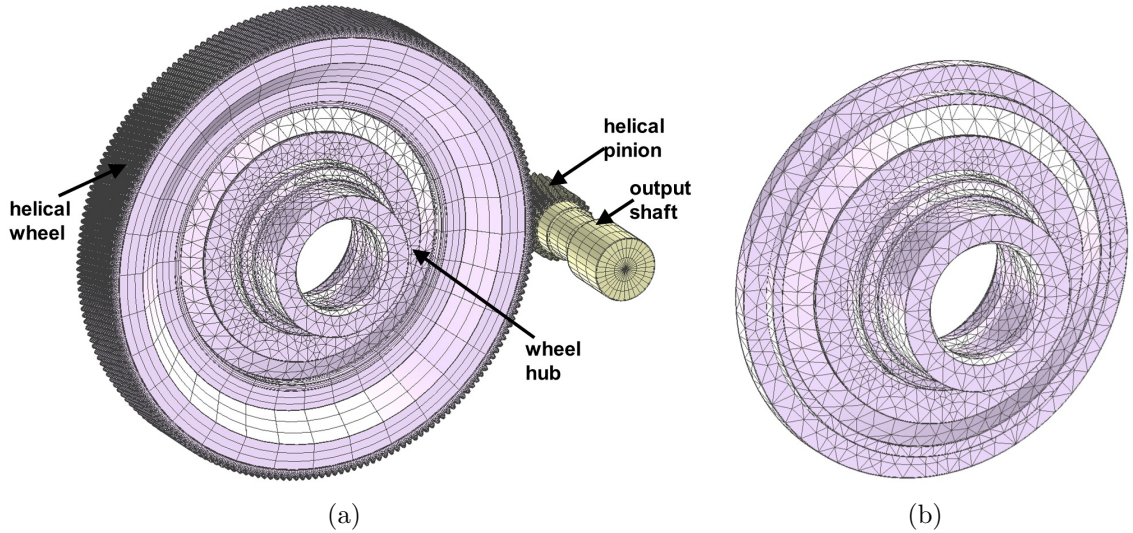 helical
pinion
output
shaft
helical
wheel
wheel
hub
(a)
(b)